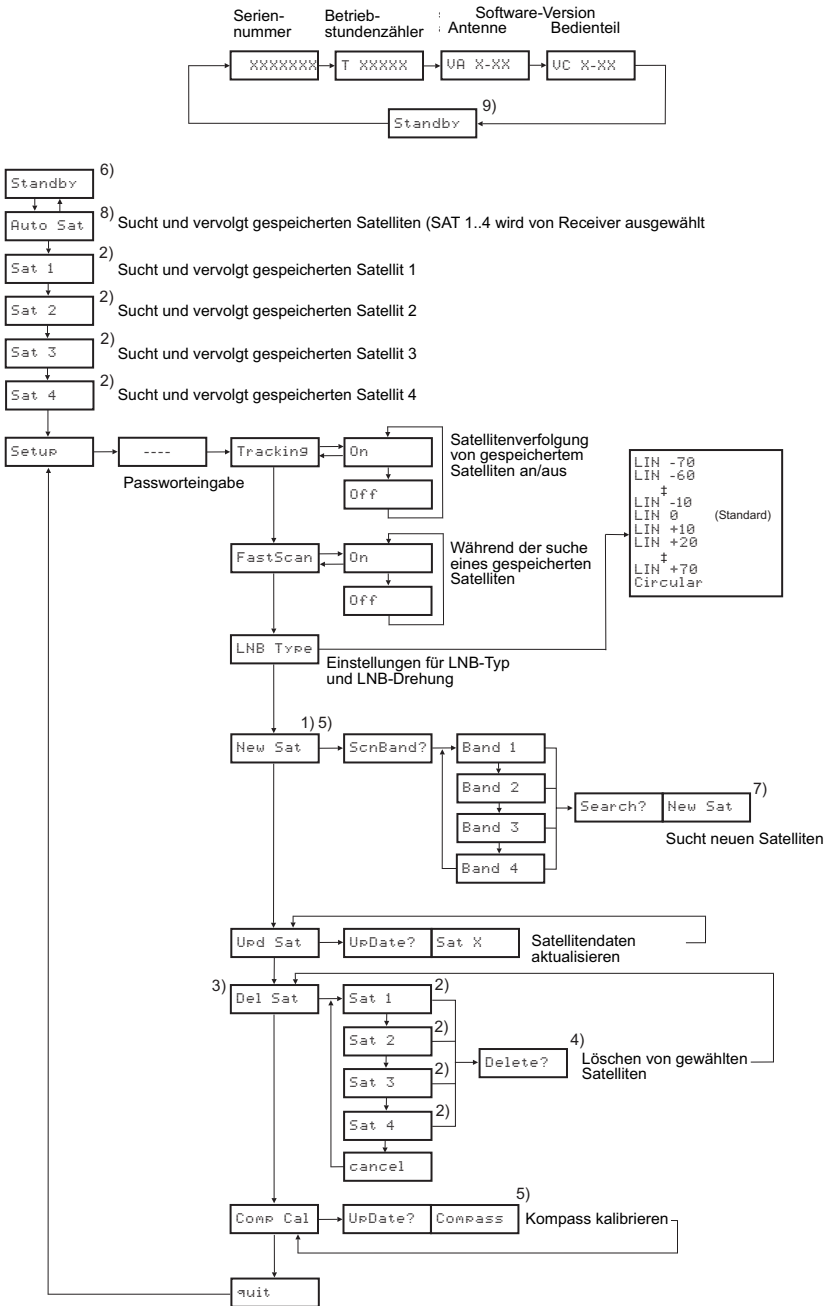 Serien-
nummer
Betrieb-
stundenzähler
Software-Version
Antenne
Bedienteil
XXXXXXX
T XXXXX
VA X-XX
VC X-XX
9)
Standby
6)
Standby
8)
Auto Sat
Sucht und vervolgt gespeicherten Satelliten (SAT 1..4 wird von Receiver ausgewählt
2)
Sat 1
Sucht und vervolgt gespeicherten Satellit 1
2)
Sat 2
Sucht und vervolgt gespeicherten Satellit 2
2)
Sat 3
Sucht und vervolgt gespeicherten Satellit 3
2)
Sat 4
Sucht und vervolgt gespeicherten Satellit 4
Setup
----
Passworteingabe
Tracking
On
Off
Satellitenverfolgung
von gespeichertem
Satelliten an/aus
LIN -70
LIN -60
‡
LIN -10
LIN 0 (Standard)
LIN +10
LIN +20
‡
LIN +70
Circular
FastScan
On
Off
Während der suche
eines gespeicherten
Satelliten
LNB Type
Einstellungen für LNB-Typ
und LNB-Drehung
1) 5)
New Sat
ScnBand?
Band 1
Band 2
Band 3
Band 4
Search?
New Sat
7)
Sucht neuen Satelliten
Upd Sat
UpDate?
Sat X
Satellitendaten
aktualisieren
3)
Del Sat
Sat 1
2)
Sat 2
2)
Sat 3
2)
Sat 4
2)
cancel
Delete?
4)
Löschen von gewählten
Satelliten
Comp Cal
UpDate?
Compass
5)
Kompass kalibrieren
quit